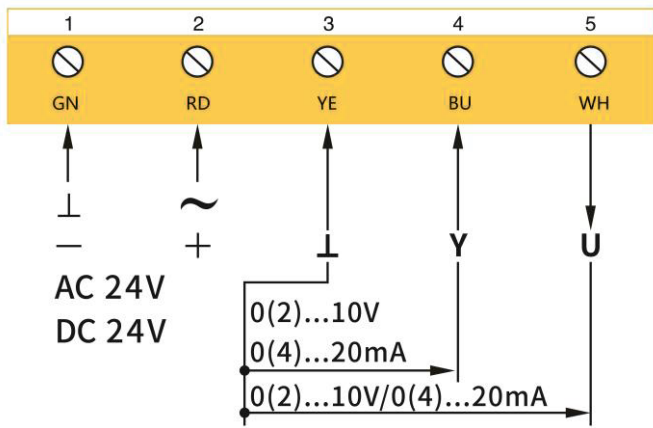 1 2 3 4 5
GN RD YE BU WH
⊥ ~
− + ⊥ Y U
AC 24V
DC 24V
0(2)...10V
0(4)...20mA
0(2)...10V/0(4)...20mA